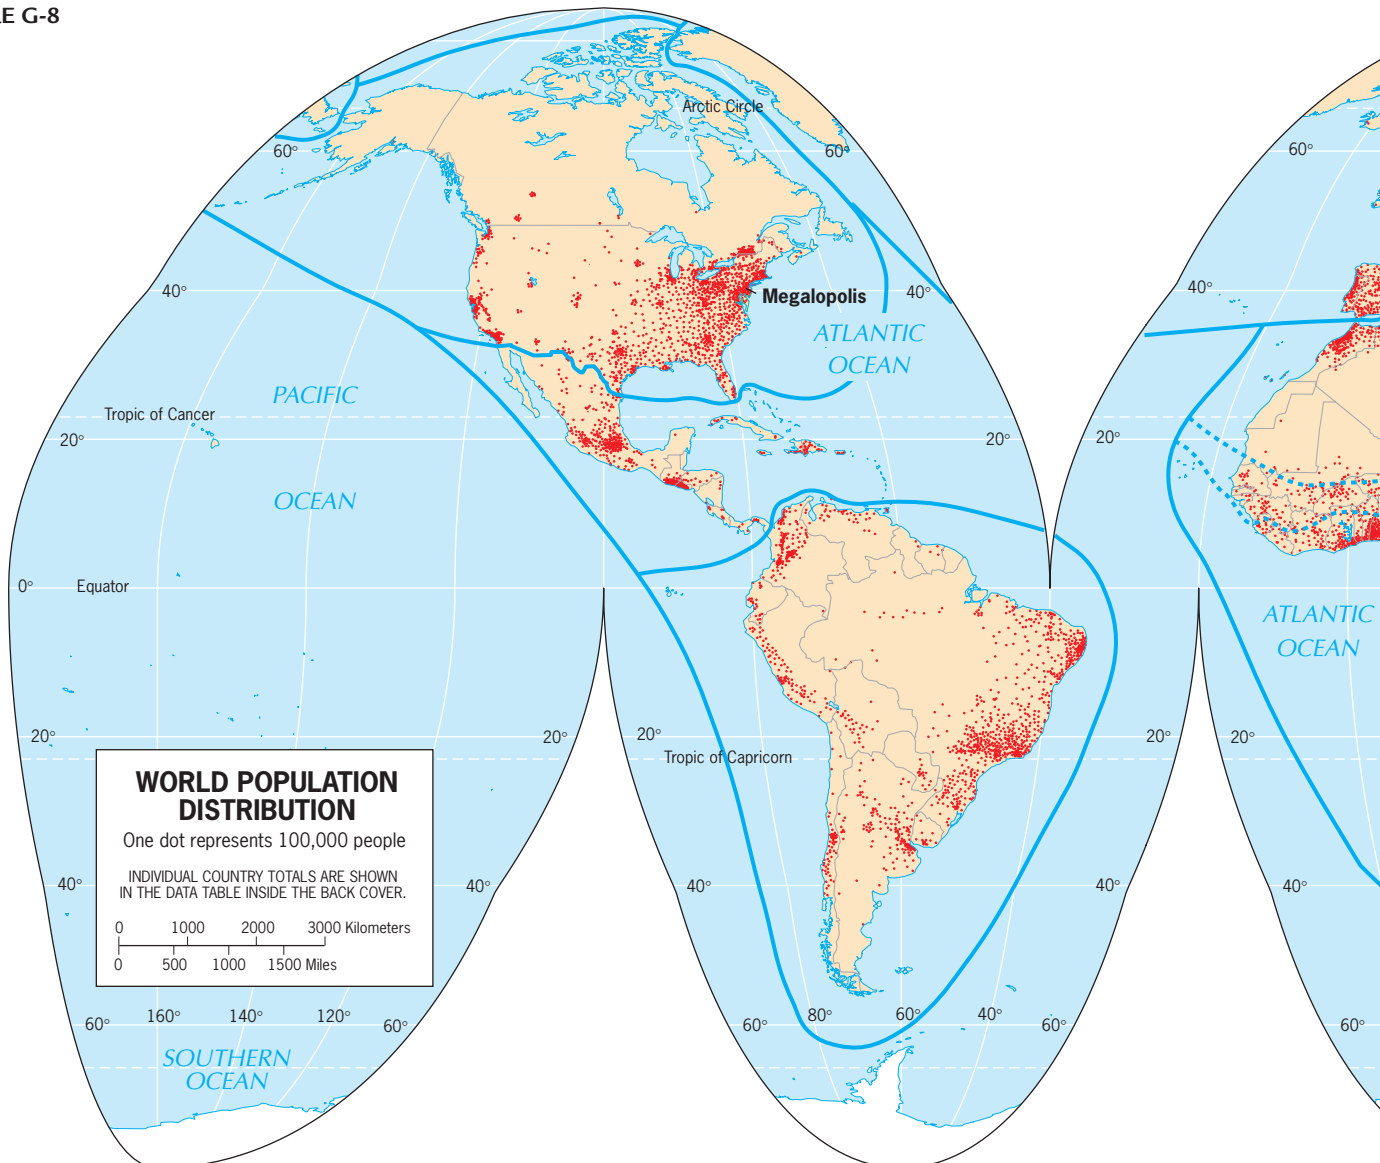 E G-8
Arctic Circle
60°
60°
60°
40°
40°
40°
Megalopolis
ATLANTIC
OCEAN
PACIFIC
Tropic of Cancer
20°
20°
20°
OCEAN
0°
Equator
ATLANTIC
OCEAN
20°
20°
20°
20°
20°
Tropic of Capricorn
WORLD POPULATION
DISTRIBUTION
One dot represents 100,000 people
INDIVIDUAL COUNTRY TOTALS ARE SHOWN
IN THE DATA TABLE INSIDE THE BACK COVER.
0 1000 2000 3000 Kilometers
0 500 1000 1500 Miles
40°
40°
40°
40°
40°
60°
160°
140°
120°
60°
60°
80°
60°
40°
60°
60°
SOUTHERN
OCEAN